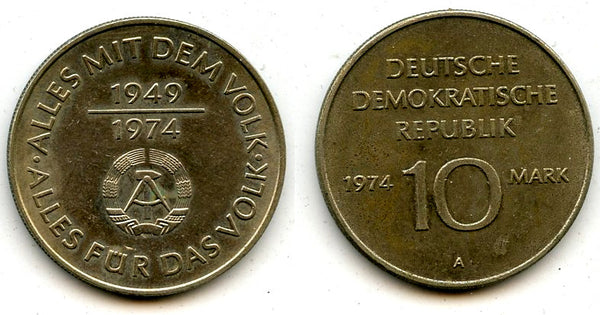 ·ALLES MIT DEM VOLK·
ALLES FÜR DAS VOLK
1949
1974
DEUTSCHE
DEMOKRATISCHE
REPUBLIK
1974 10 MARK
A